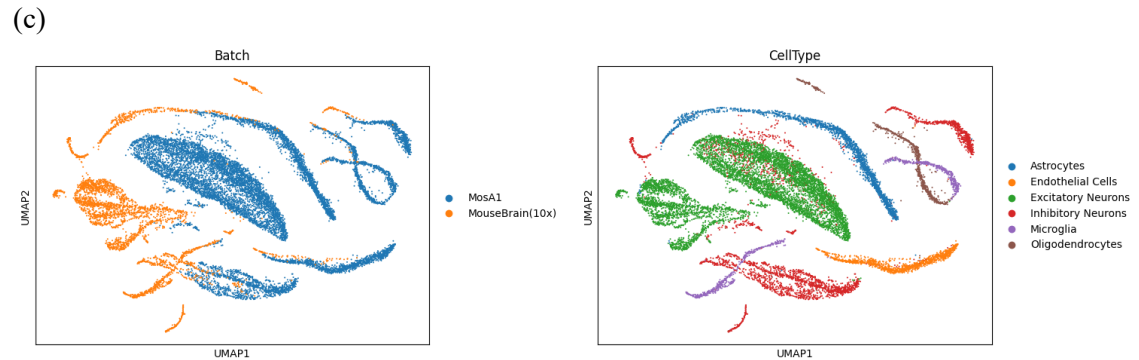 (c)
Batch
UMAP2
UMAP1
MosA1
MouseBrain(10x)
CellType
UMAP2
UMAP1
Astrocytes
Endothelial Cells
Excitatory Neurons
Inhibitory Neurons
Microglia
Oligodendrocytes